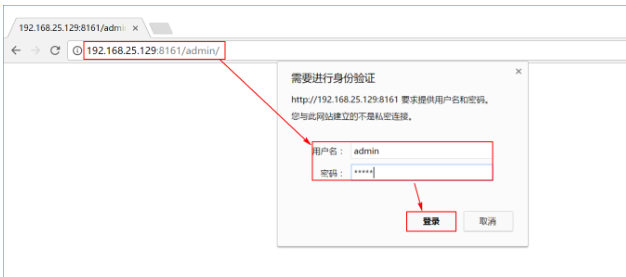 192.168.25.129:8161/admi
192.168.25.129:8161/admin/
需要进行身份验证
http://192.168.25.129:8161 要求提供用户名和密码。
您与此网站建立的不是私密连接。
用户名： admin
密码： *****
登录 取消